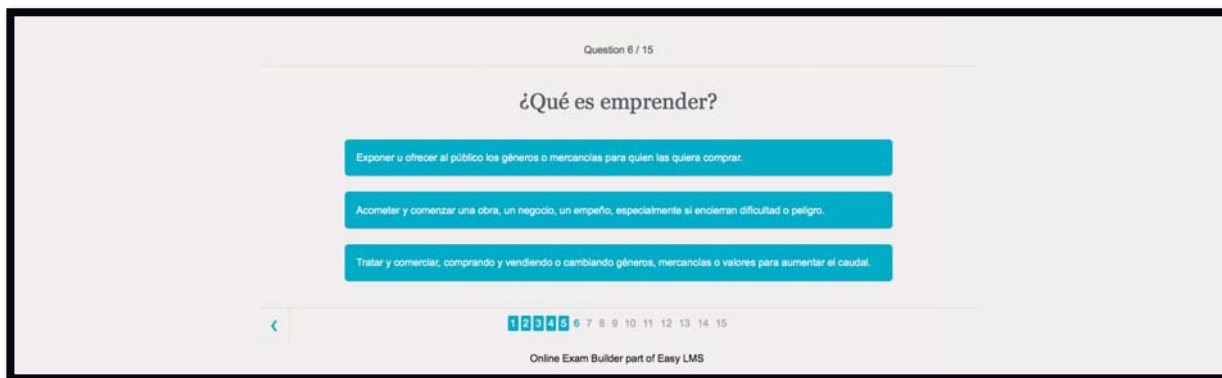 Question 6 / 15
¿Qué es emprender?
Exponer u ofrecer al público los géneros o mercancías para quien las quiera comprar.
Acometer y comenzar una obra, un negocio, un empeño, especialmente si encierran dificultad o peligro.
Tratar y comerciar, comprando y vendiendo o cambiando géneros, mercancías o valores para aumentar el caudal.
1 2 3 4 5 6 7 8 9 10 11 12 13 14 15
Online Exam Builder part of Easy LMS